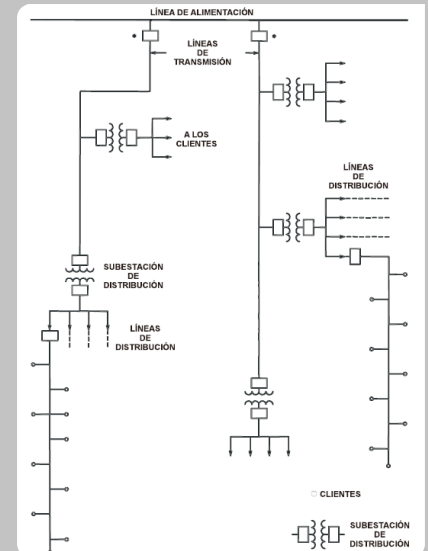 LÍNEA DE ALIMENTACIÓN
LÍNEAS
DE
TRANSMISIÓN
A LOS
CLIENTES
LÍNEAS
DE
DISTRIBUCIÓN
SUBESTACIÓN
DE
DISTRIBUCIÓN
LÍNEAS
DE
DISTRIBUCIÓN
CLIENTES
SUBESTACIÓN
DE
DISTRIBUCIÓN